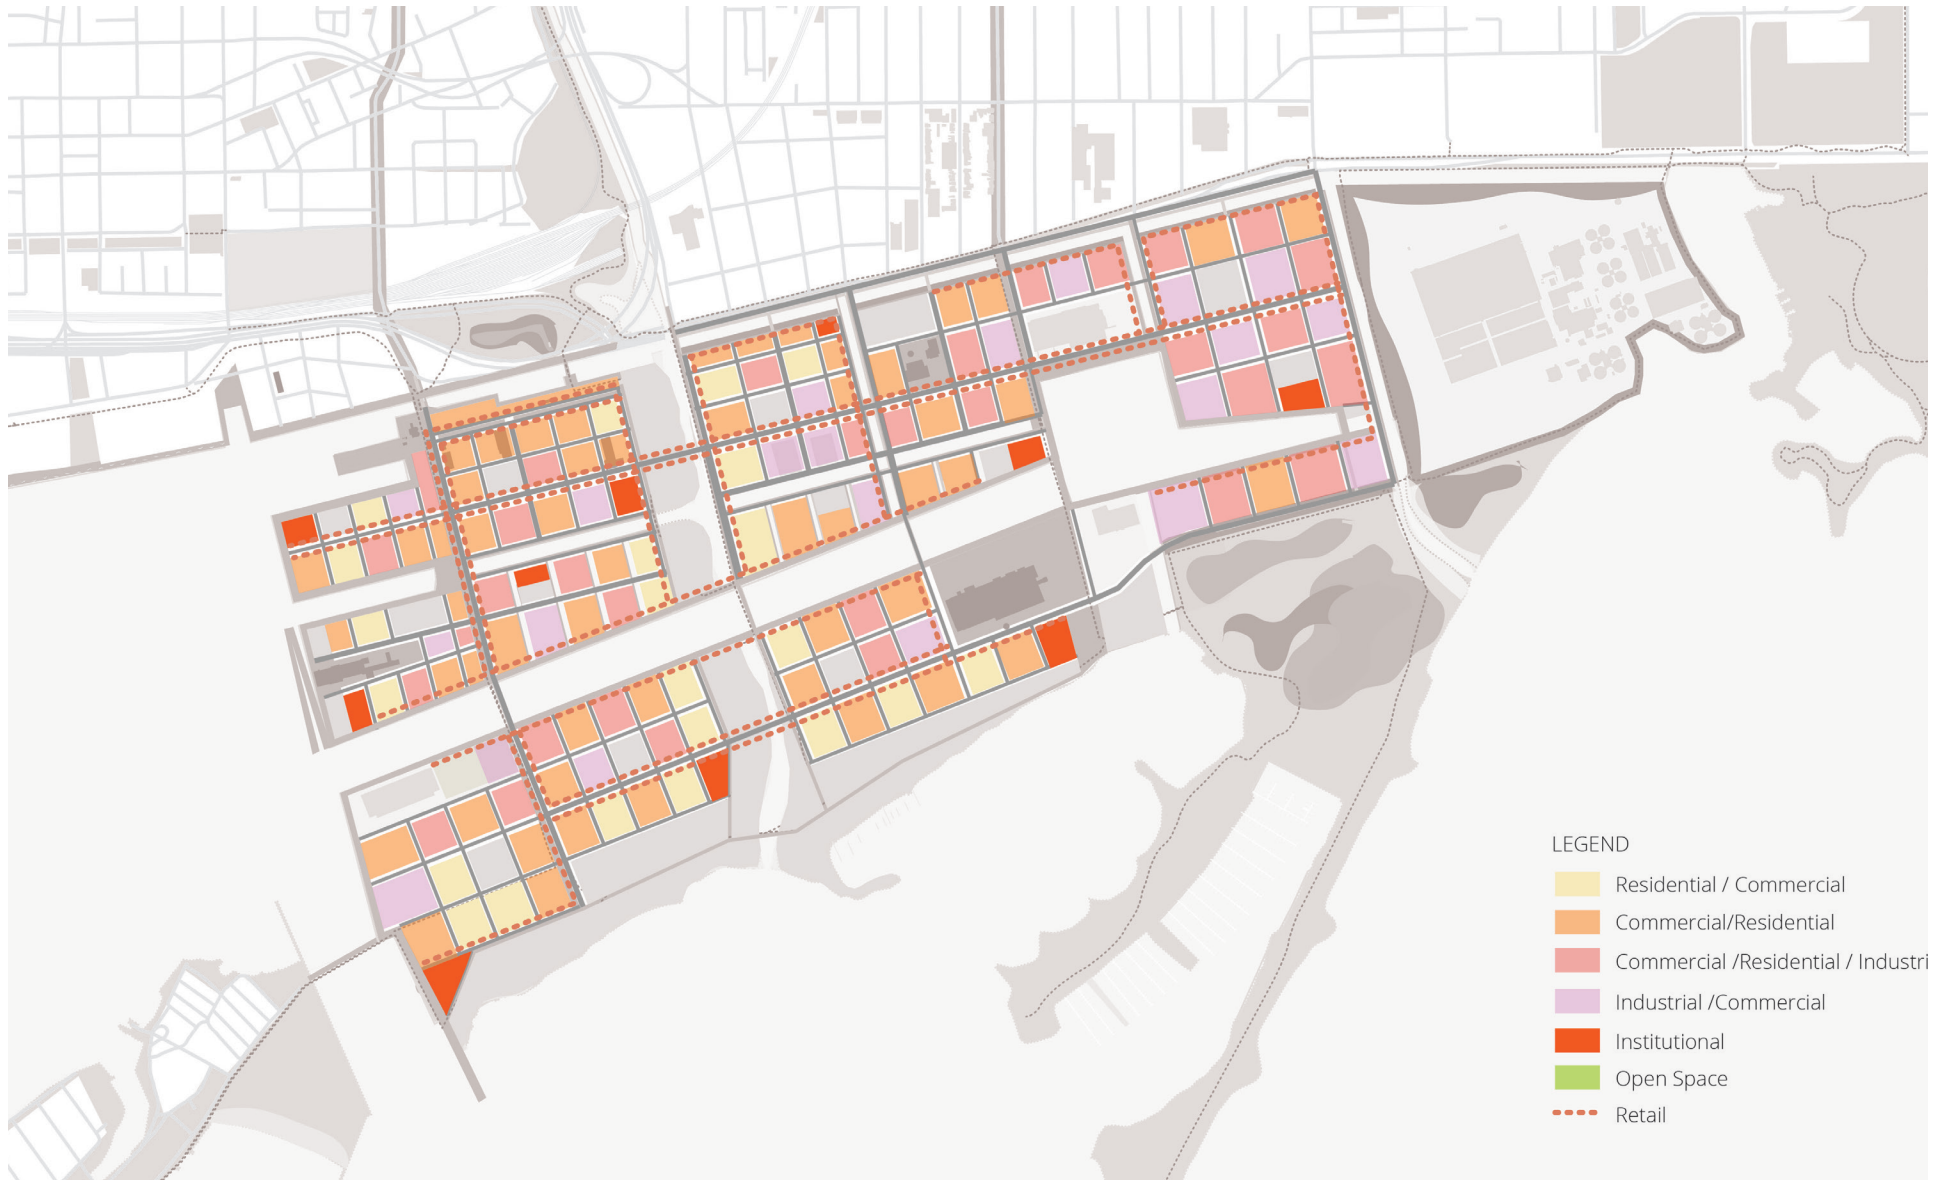 LEGEND
Residential / Commercial
Commercial/Residential
Commercial /Residential / Industri
Industrial /Commercial
Institutional
Open Space
Retail